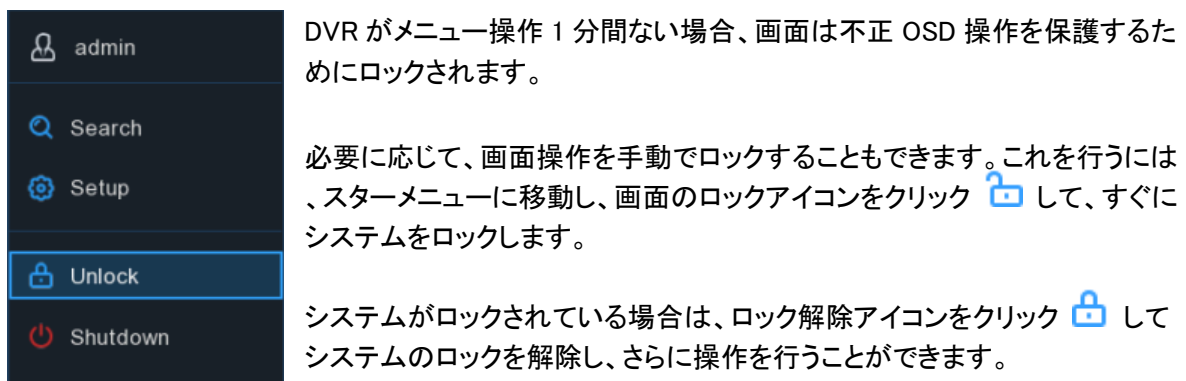 admin
Search
Setup
Unlock
Shutdown
DVR がメニュー操作 1 分間ない場合、画面は不正 OSD 操作を保護するた
めにロックされます。
必要に応じて、画面操作を手動でロックすることもできます。これを行うには
、スターメニューに移動し、画面のロックアイコンをクリック して、すぐに
システムをロックします。
システムがロックされている場合は、ロック解除アイコンをクリック して
システムのロックを解除し、さらに操作を行うことができます。